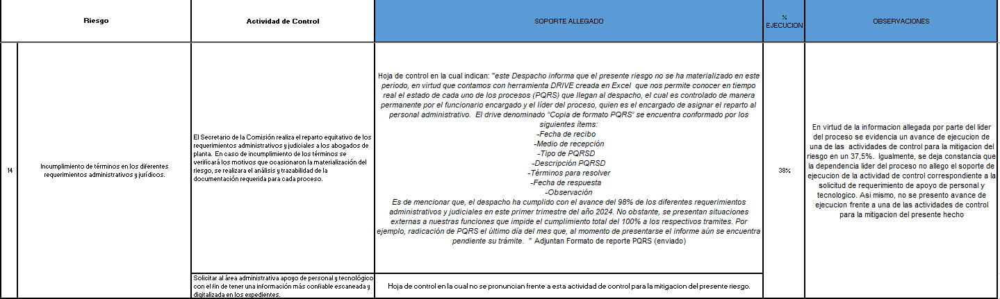 Riesgo
Actividad de Control
SOPORTE ALLEGADO
%
EJECUCION
OBSERVACIONES
14
Incumplimiento de términos en los diferentes
requerimientos administrativos y jurídicos.
El Secretario de la Comisión realiza el reparto equitativo de los
requerimientos administrativos y judiciales a los abogados de
planta. En caso de incumplimiento de los términos se
verificará los motivos que ocasionaron la materialización del
riesgo, se realizara el análisis y trazabilidad de la
documentación requerida para cada proceso.
Hoja de control en la cual indican: "este Despacho informa que el presente riesgo no se ha materializado en este
periodo, en virtud que contamos con herramienta DRIVE creada en Excel que nos permite conocer en tiempo
real el estado de cada uno de los procesos (PQRS) que llegan al despacho, el cual es controlado de manera
permanente por el funcionario encargado y el líder del proceso, quien es el encargado de asignar el reparto al
personal administrativo. El drive denominado “Copia de formato PQRS” se encuentra conformado por los
siguientes ítems:
-Fecha de recibo
-Medio de recepción
-Tipo de PQRSD
-Descripción PQRSD
-Términos para resolver
-Fecha de respuesta
-Observación
Es de mencionar que, el despacho ha cumplido con el avance del 98% de los diferentes requerimientos
administrativos y judiciales en este primer trimestre del año 2024. No obstante, se presentan situaciones
externas a nuestras funciones que impide el cumplimiento total del 100% a los respectivos tramites. Por
ejemplo, radicación de PQRS el último día del mes que, al momento de presentarse el informe aún se encuentra
pendiente su trámite. " Adjuntan Formato de reporte PQRS (enviado)
38%
En virtud de la informacion allegada por parte del lider
del proceso se evidencia un avance de ejecucion de
una de las actividades de control para la mitigacion del
riesgo en un 37,5%. Igualmente, se deja constancia que
la dependencia lider del proceso no allego el soporte de
ejecucion de la actividad de control correspondiente a la
solicitud de requerimiento de apoyo de personal y
tecnologico. Asi mismo, no se presento avance de
ejecucion frente a una de las actividades de control
para la mitigacion del presente hecho
Solicitar al área administrativa apoyo de personal y tecnológico
con el fin de tener una información más confiable escaneada y
digitalizada en los expedientes.
Hoja de control en la cual no se pronuncian frente a esta actividad de control para la mitigacion del presente riesgo.